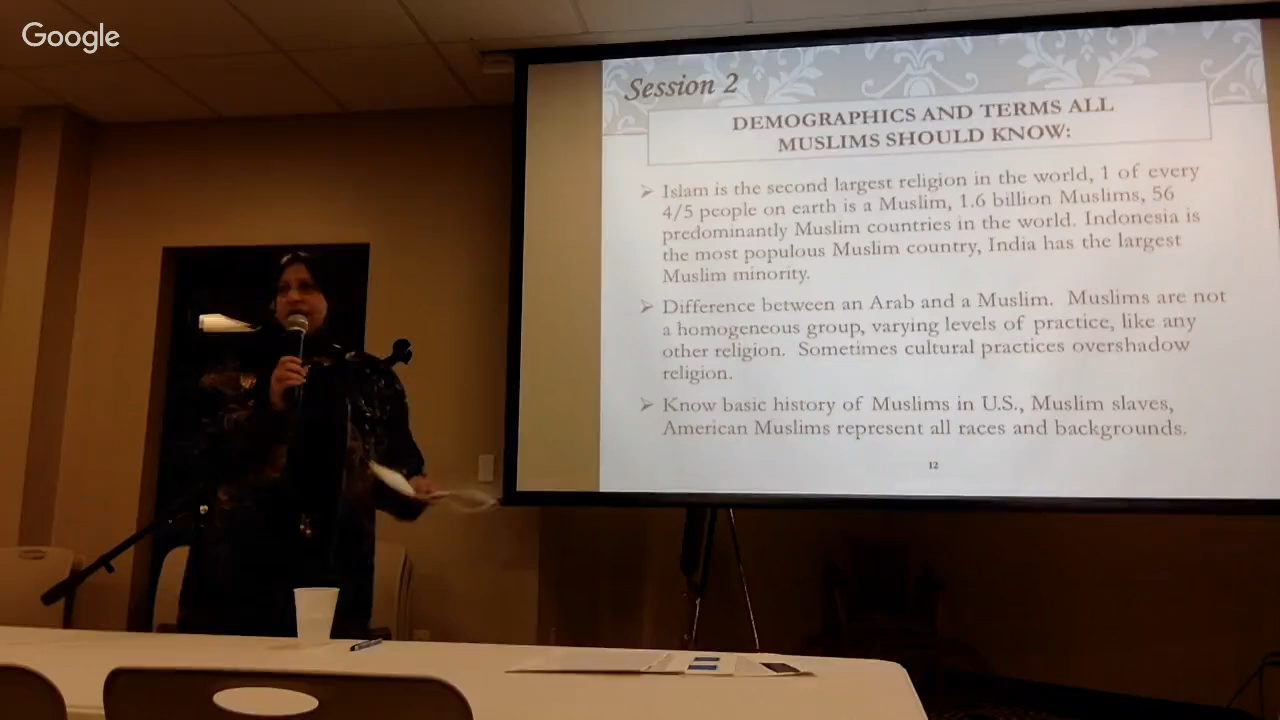 Google
Session 2
DEMOGRAPHICS AND TERMS ALL
MUSLIMS SHOULD KNOW:
➢ Islam is the second largest religion in the world, 1 of every
4/5 people on earth is a Muslim, 1.6 billion Muslims, 56
predominantly Muslim countries in the world. Indonesia is
the most populous Muslim country, India has the largest
Muslim minority.
➢ Difference between an Arab and a Muslim. Muslims are not
a homogeneous group, varying levels of practice, like any
other religion. Sometimes cultural practices overshadow
religion.
➢ Know basic history of Muslims in U.S., Muslim slaves,
American Muslims represent all races and backgrounds.
12